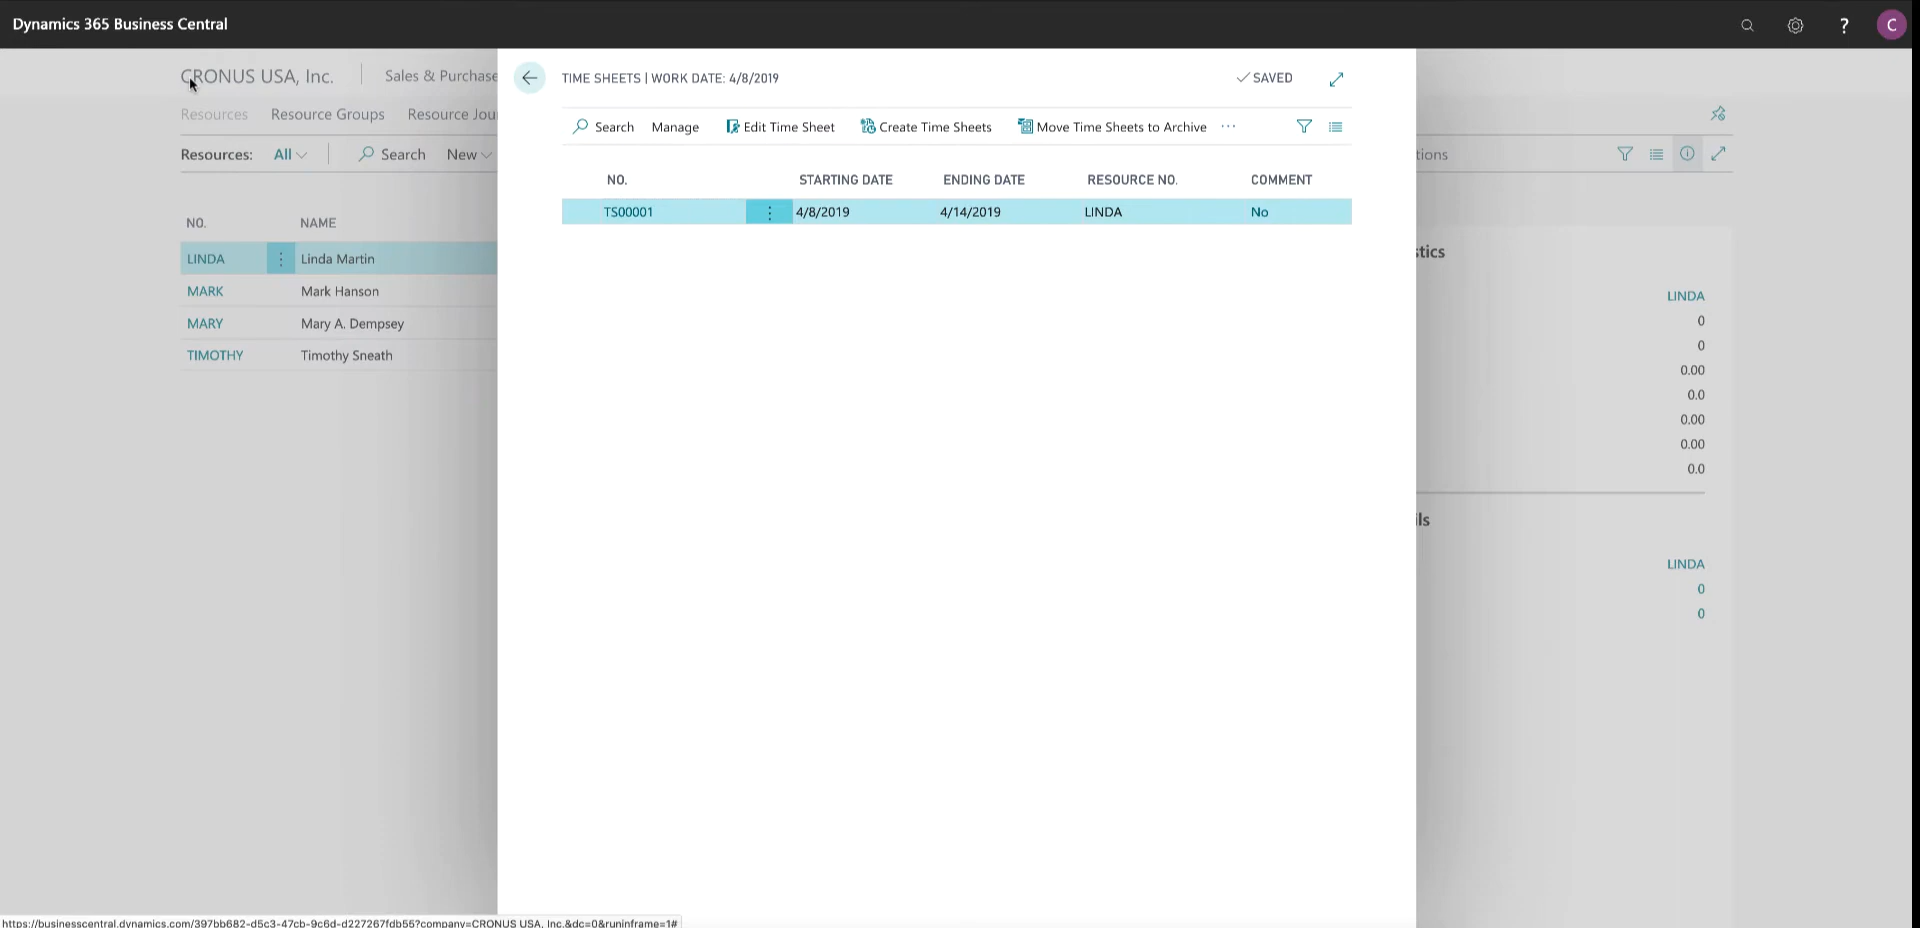 Dynamics 365 Business Central
C
CRONUS USA, Inc.
Sales & Purchase
Resources
Resource Groups
Resource Jou
Resources:
All
Search
New
NO.
NAME
LINDA
Linda Martin
MARK
Mark Hanson
MARY
Mary A. Dempsey
TIMOTHY
Timothy Sneath
TIME SHEETS | WORK DATE: 4/8/2019
SAVED
Search
Manage
Edit Time Sheet
Create Time Sheets
Move Time Sheets to Archive
NO.
STARTING DATE
ENDING DATE
RESOURCE NO.
COMMENT
TS00001
4/8/2019
4/14/2019
LINDA
No
tions
stics
LINDA
0
0
0.00
0.0
0.00
0.00
0.0
ils
LINDA
0
0
https://businesscentral.dynamics.com/397bb682-d5c3-47cb-9c6d-d227267fdb55?company=CRONUS USA, Inc.&dc=0&runinframe=1#